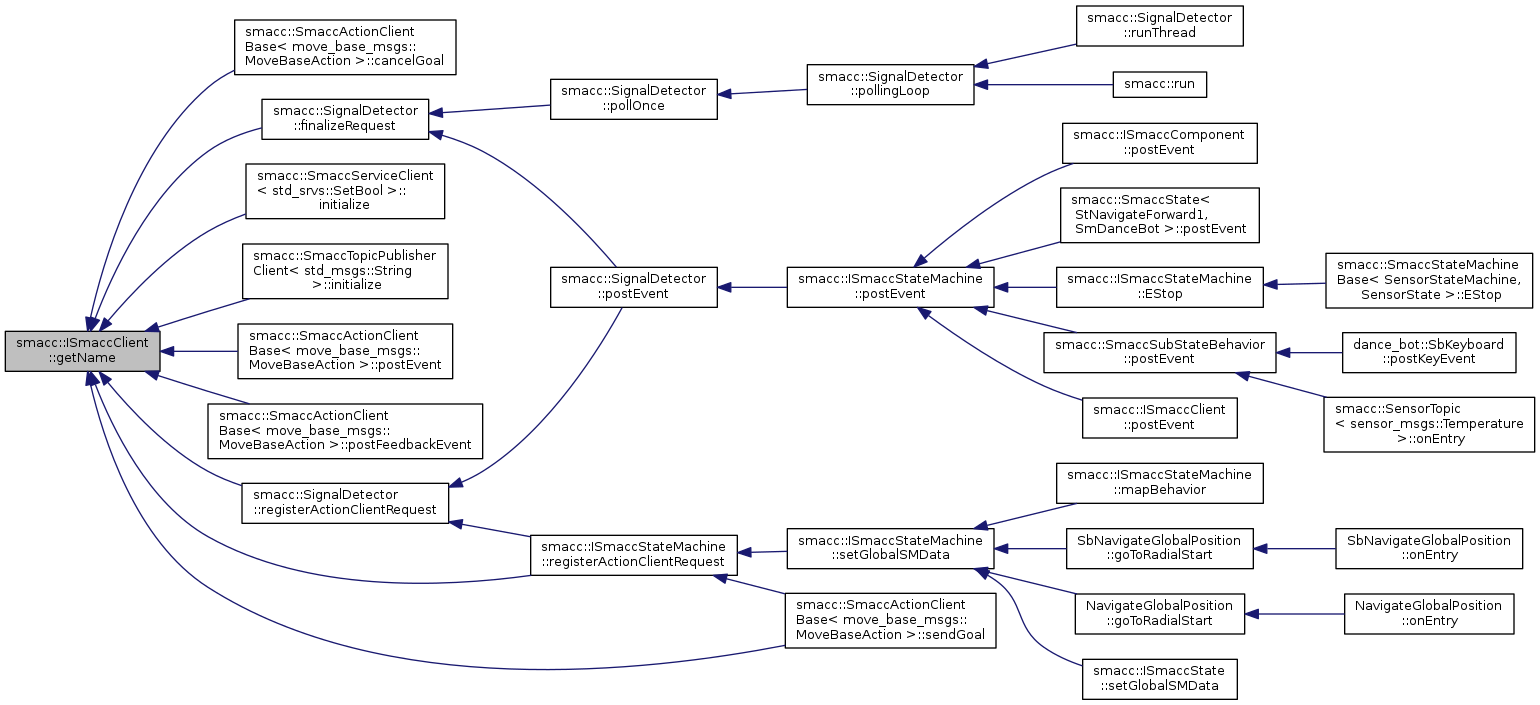 smacc::ISmaccClient
::getName
smacc::SmaccActionClient
Base< move_base_msgs::
MoveBaseAction >::cancelGoal
smacc::SignalDetector
::finalizeRequest
smacc::SmaccServiceClient
< std_srvs::SetBool >::
initialize
smacc::SmaccTopicPublisher
Client< std_msgs::String
>::initialize
smacc::SmaccActionClient
Base< move_base_msgs::
MoveBaseAction >::postEvent
smacc::SmaccActionClient
Base< move_base_msgs::
MoveBaseAction >::postFeedbackEvent
smacc::SignalDetector
::registerActionClientRequest
smacc::SignalDetector
::pollOnce
smacc::SignalDetector
::postEvent
smacc::ISmaccStateMachine
::registerActionClientRequest
smacc::SignalDetector
::pollingLoop
smacc::ISmaccStateMachine
::postEvent
smacc::ISmaccStateMachine
::setGlobalSMData
smacc::SmaccActionClient
Base< move_base_msgs::
MoveBaseAction >::sendGoal
smacc::SignalDetector
::runThread
smacc::run
smacc::ISmaccComponent
::postEvent
smacc::SmaccState<
StNavigateForward1,
SmDanceBot >::postEvent
smacc::ISmaccStateMachine
::EStop
smacc::SmaccSubStateBehavior
::postEvent
smacc::ISmaccClient
::postEvent
smacc::ISmaccStateMachine
::mapBehavior
SbNavigateGlobalPosition
::goToRadialStart
NavigateGlobalPosition
::goToRadialStart
smacc::ISmaccState
::setGlobalSMData
smacc::SmaccStateMachine
Base< SensorStateMachine,
SensorState >::EStop
dance_bot::SbKeyboard
::postKeyEvent
smacc::SensorTopic
< sensor_msgs::Temperature
>::onEntry
SbNavigateGlobalPosition
::onEntry
NavigateGlobalPosition
::onEntry